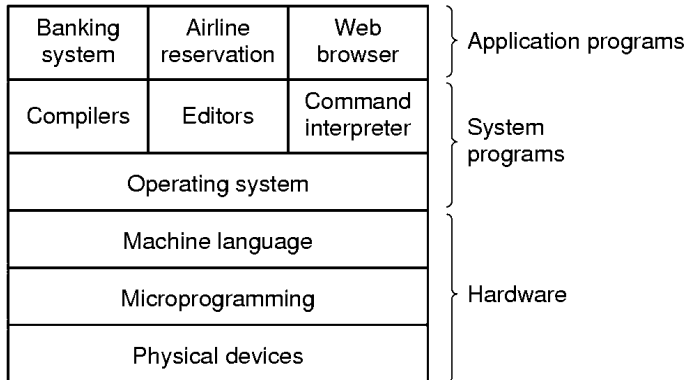 Banking system
Airline reservation
Web browser
Application programs
Compilers
Editors
Command interpreter
System programs
Operating system
Machine language
Microprogramming
Hardware
Physical devices